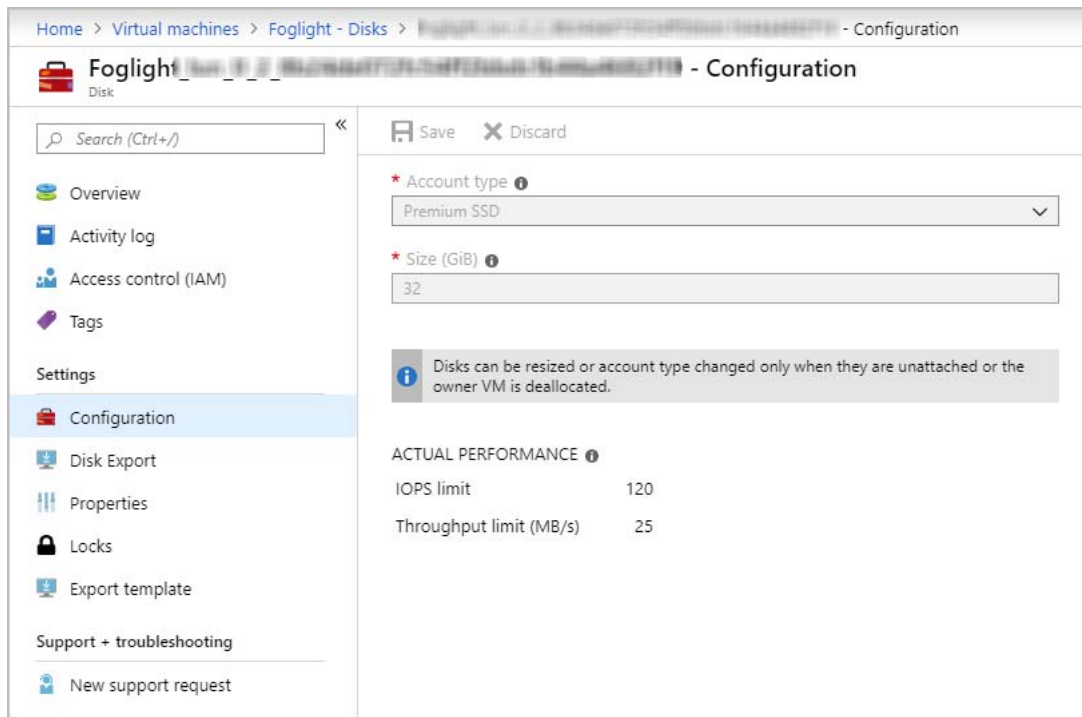 Home > Virtual machines > Foglight - Disks > - Configuration
Foglight - Configuration
Disk
Search (Ctrl+/)
«
Save Discard
Overview
Activity log
Access control (IAM)
Tags
Settings
Configuration
Disk Export
Properties
Locks
Export template
Support + troubleshooting
New support request
* Account type
Premium SSD
* Size (GiB)
32
Disks can be resized or account type changed only when they are unattached or the
owner VM is deallocated.
ACTUAL PERFORMANCE
IOPS limit 120
Throughput limit (MB/s) 25